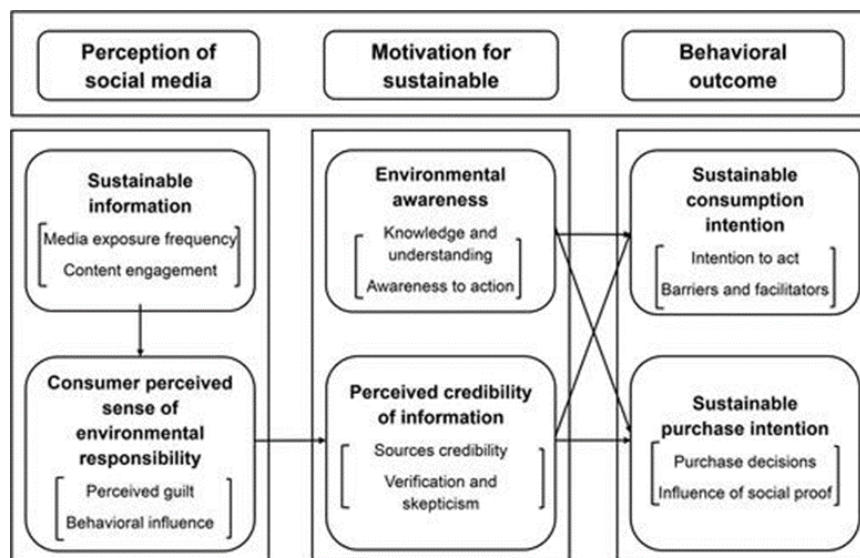 Perception of
social media
Motivation for
sustainable
Behavioral
outcome
Sustainable
information
Media exposure frequency
Content engagement
Consumer perceived
sense of
environmental
responsibility
Perceived guilt
Behavioral influence
Environmental
awareness
Knowledge and
understanding
Awareness to action
Perceived credibility
of information
Sources credibility
Verification and
skepticism
Sustainable
consumption
intention
Intention to act
Barriers and facilitators
Sustainable
purchase intention
Purchase decisions
Influence of social proof